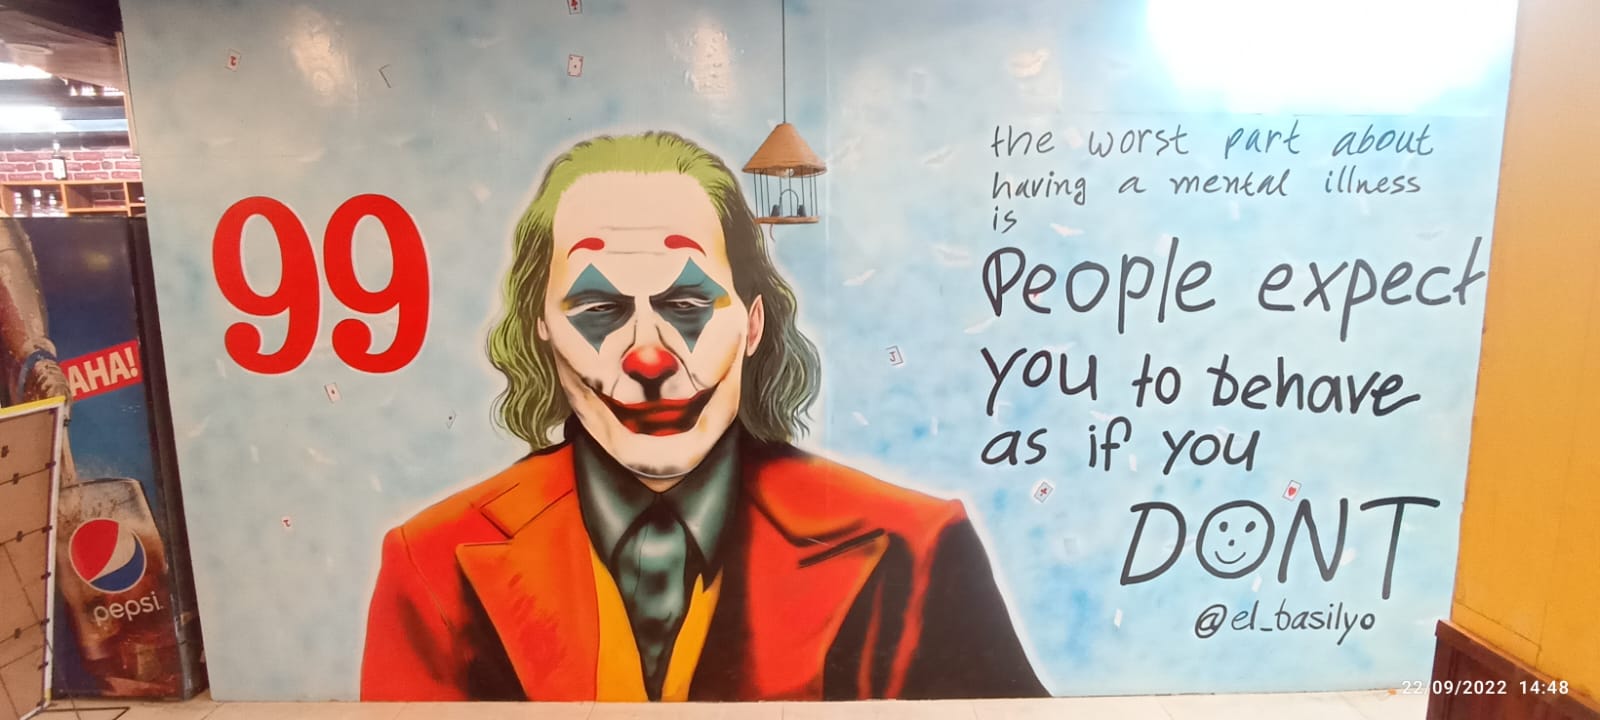 99
the worst part about
having a mental illness
is
People expect
you to behave
as if you
DONT
@el_basilyo
AHA!
pepsi
J
22/09/2022 14:48